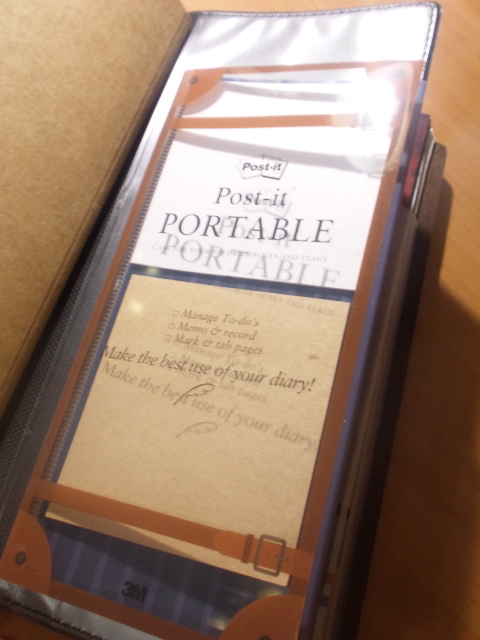 Post-it
Post-it
PORTABLE
□ Manage To-do's
□ Memo & record
□ Mark & tab pages
Make the best use of your diary!
3M